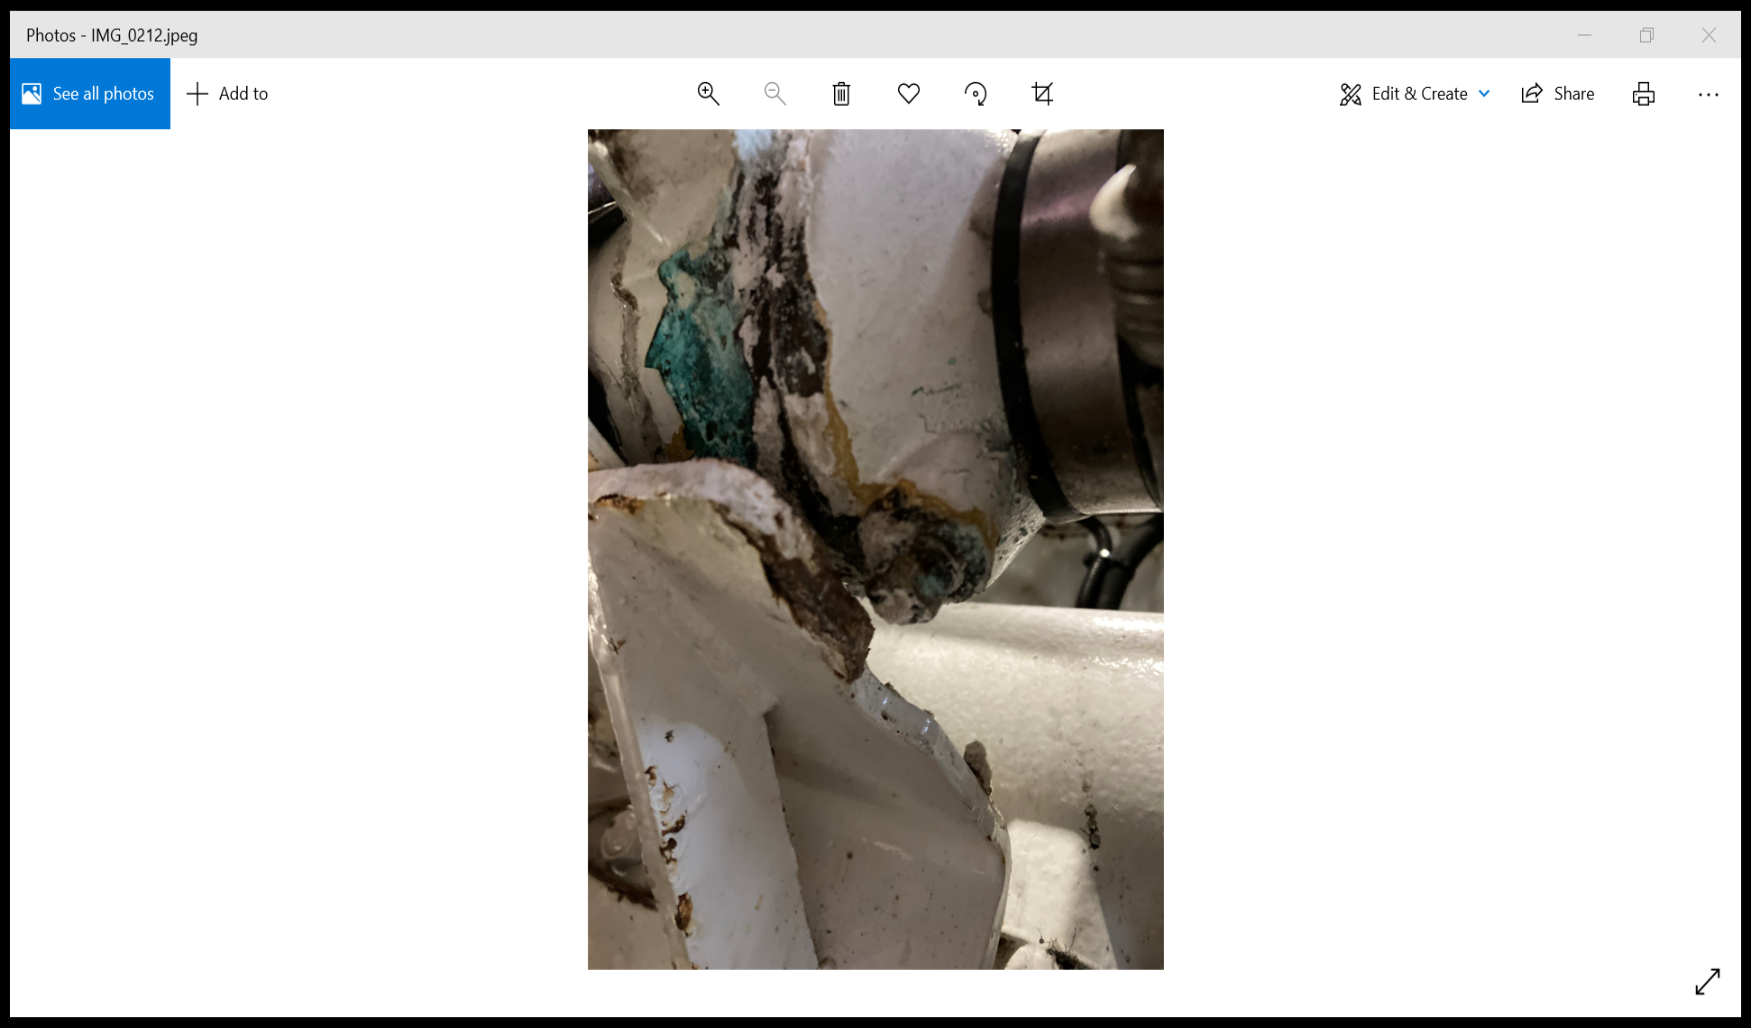 Photos - IMG_0212.jpeg
See all photos
Add to
Edit & Create
Share